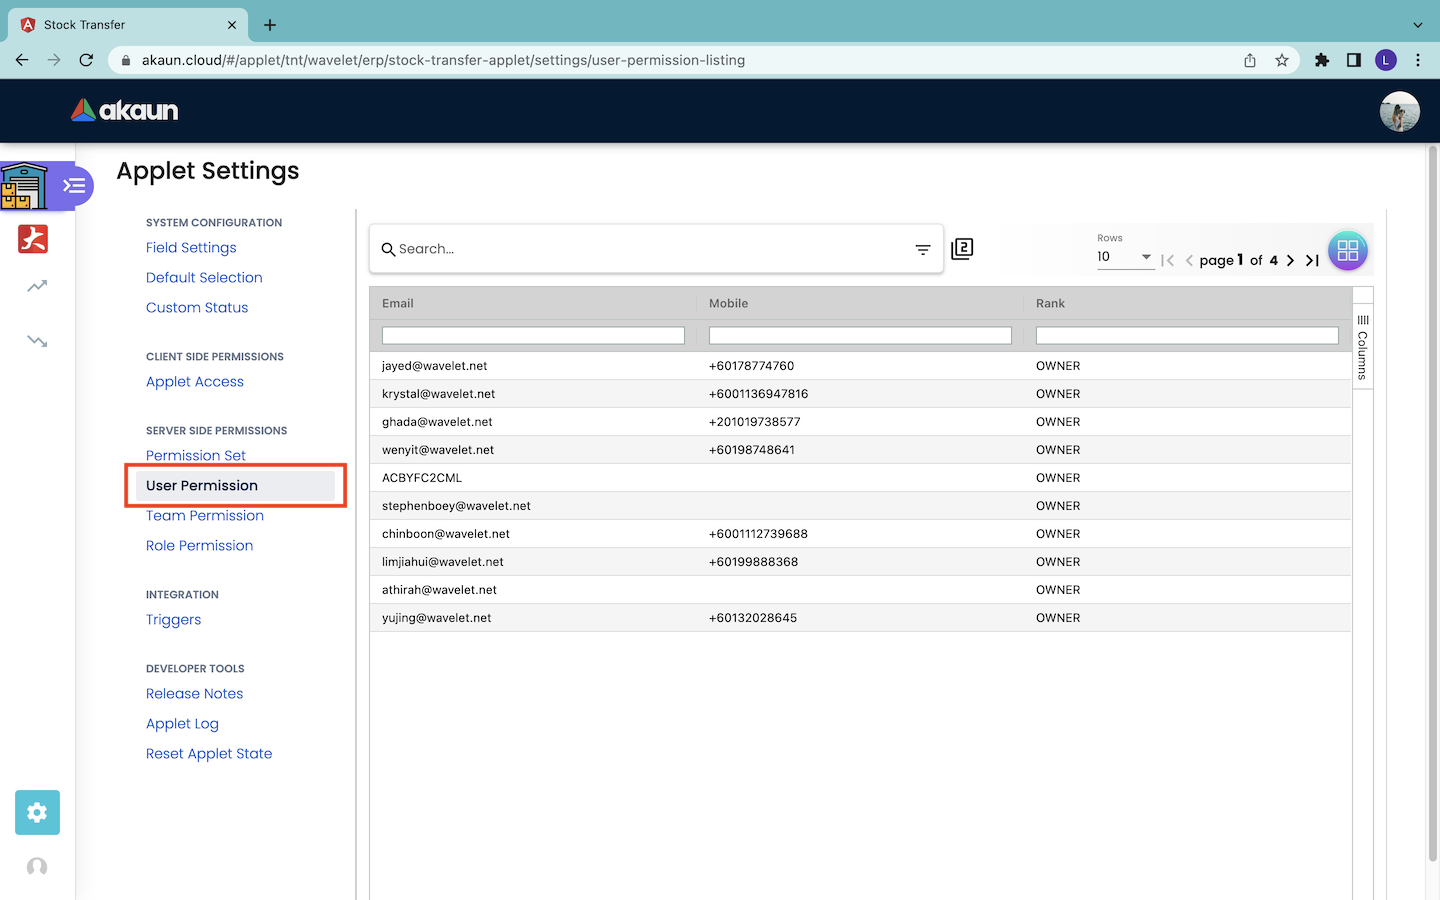 Stock Transfer
akaun.cloud/#/applet/tnt/wavelet/erp/stock-transfer-applet/settings/user-permission-listing
L
akaun
Applet Settings
SYSTEM CONFIGURATION
Field Settings
Default Selection
Custom Status
CLIENT SIDE PERMISSIONS
Applet Access
SERVER SIDE PERMISSIONS
Permission Set
User Permission
Team Permission
Role Permission
INTEGRATION
Triggers
DEVELOPER TOOLS
Release Notes
Applet Log
Reset Applet State
Search...
2
Rows
10
page 1 of 4
Email Mobile Rank
jayed@wavelet.net +60178774760 OWNER
krystal@wavelet.net +6001136947816 OWNER
ghada@wavelet.net +201019738577 OWNER
wenyit@wavelet.net +60198748641 OWNER
ACBYFC2CML OWNER
stephenboey@wavelet.net OWNER
chinboon@wavelet.net +6001112739688 OWNER
limjiahui@wavelet.net +60199888368 OWNER
athirah@wavelet.net OWNER
yujing@wavelet.net +60132028645 OWNER
Columns